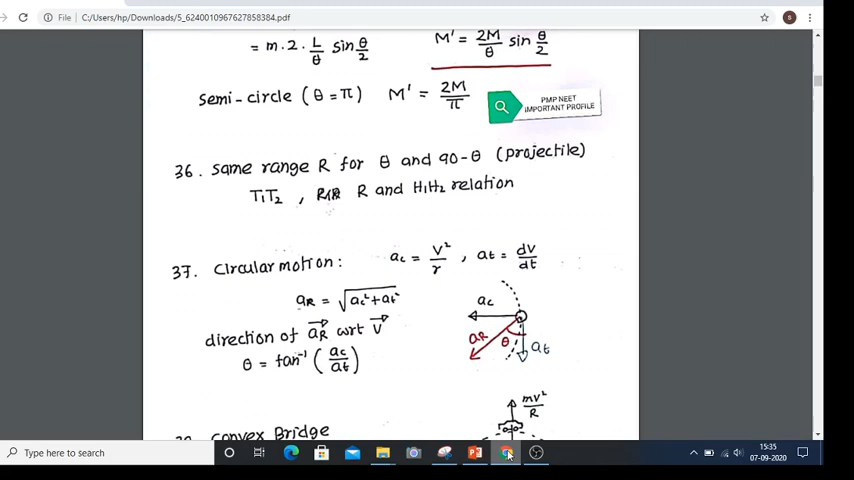 File C:/Users/hp/Downloads/5_6240010967627858384.pdf
S
= m.2. L/θ sin θ/2
M' = 2M/θ sin θ/2
semi-circle (θ=π) M' = 2M/π
PMP NEET
IMPORTANT PROFILE
36. Same range R for θ and 90-θ (projectile)
T1T2 , R and H1H2 relation
37. Circular motion: ac = V²/r , at = dV/dt
aR = √ac²+at²
direction of aR wrt V
θ = tan⁻¹ (ac/at)
ac
aR
θ
at
mv²/R
Convex Bridge
Type here to search
15:35
07-09-2020